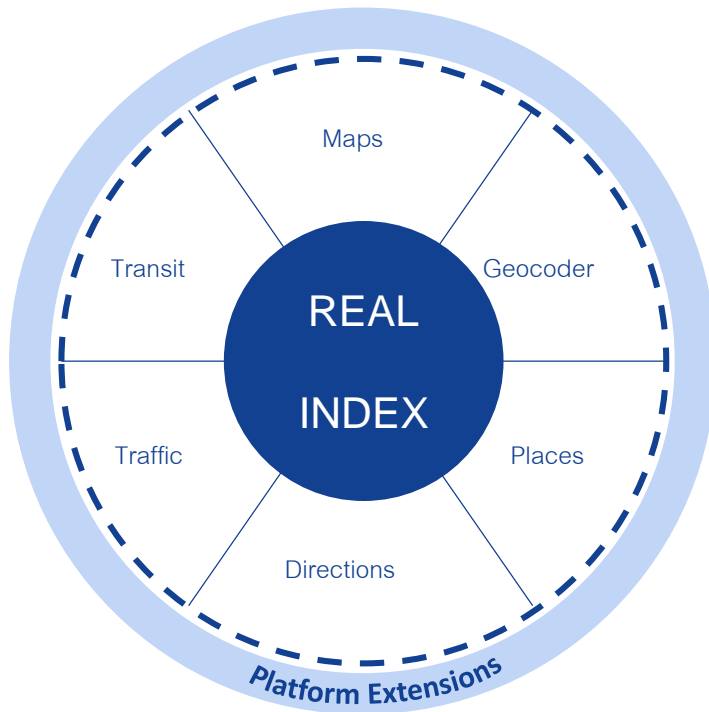 Maps
Transit
Geocoder
REAL
INDEX
Traffic
Places
Directions
Platform Extensions